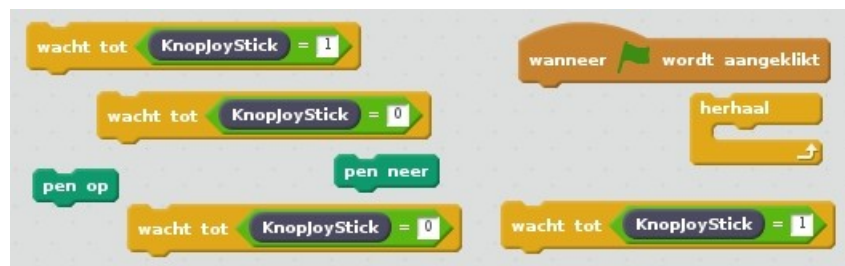 wacht tot KnopJoyStick = 1
wanneer wordt aangeklikt
wacht tot KnopJoyStick = 0
herhaal
pen neer
pen op
wacht tot KnopJoyStick = 0
wacht tot KnopJoyStick = 1